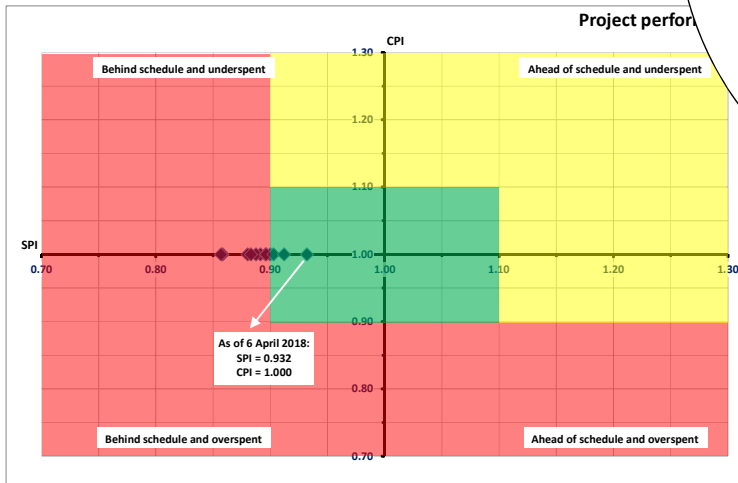 Project perfor
CPI
1.30
Behind schedule and underspent
Ahead of schedule and underspent
1.20
1.10
SPI
1.00
0.70
0.80
0.90
1.00
1.10
1.20
1.30
0.90
As of 6 April 2018:
SPI = 0.932
CPI = 1.000
0.80
Behind schedule and overspent
Ahead of schedule and overspent
0.70